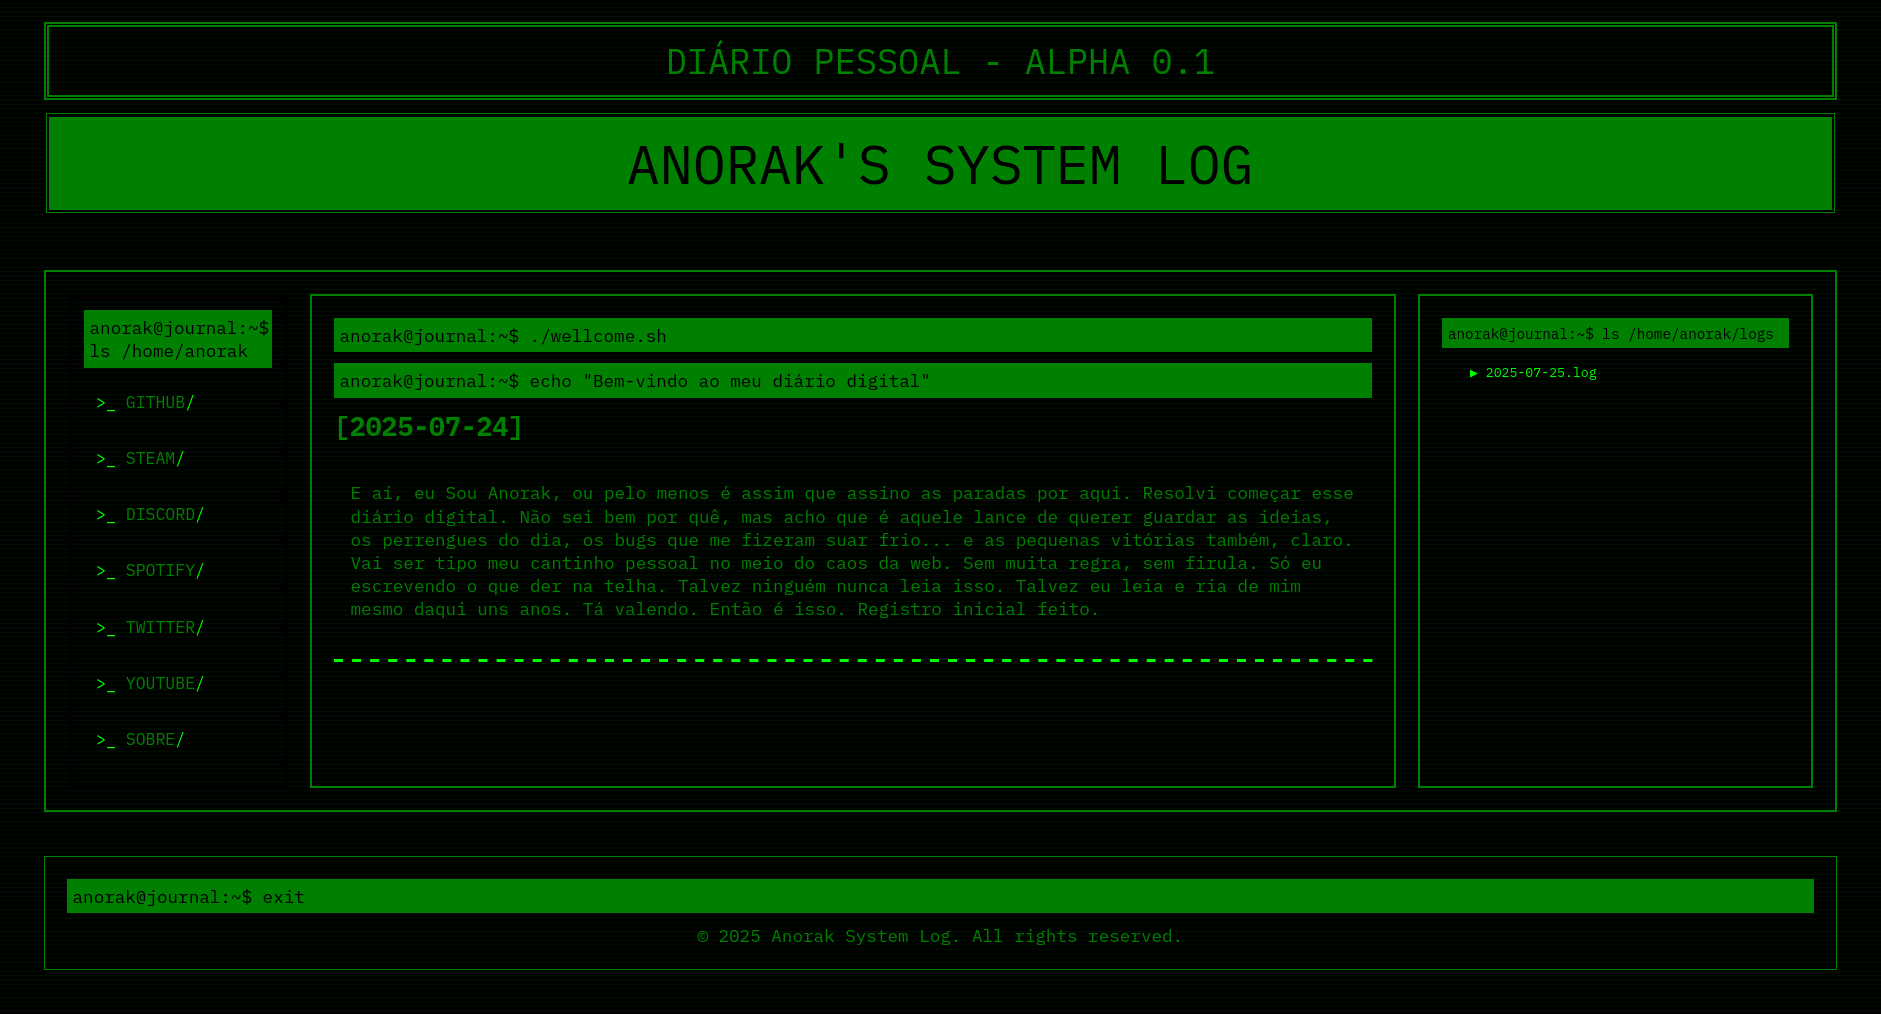 DIÁRIO PESSOAL - ALPHA 0.1
ANORAK'S SYSTEM LOG
anorak@journal:~$
ls /home/anorak
>_ GITHUB/
>_ STEAM/
>_ DISCORD/
>_ SPOTIFY/
>_ TWITTER/
>_ YOUTUBE/
>_ SOBRE/
anorak@journal:~$ ./wellcome.sh
anorak@journal:~$ echo "Bem-vindo ao meu diário digital"
[2025-07-24]
E aí, eu Sou Anorak, ou pelo menos é assim que assino as paradas por aqui. Resolvi começar esse
diário digital. Não sei bem por quê, mas acho que é aquele lance de querer guardar as ideias,
os perrengues do dia, os bugs que me fizeram suar frio... e as pequenas vitórias também, claro.
Vai ser tipo meu cantinho pessoal no meio do caos da web. Sem muita regra, sem firula. Só eu
escrevendo o que der na telha. Talvez ninguém nunca leia isso. Talvez eu leia e ria de mim
mesmo daqui uns anos. Tá valendo. Então é isso. Registro inicial feito.
anorak@journal:~$ ls /home/anorak/logs
▶ 2025-07-25.log
anorak@journal:~$ exit
© 2025 Anorak System Log. All rights reserved.